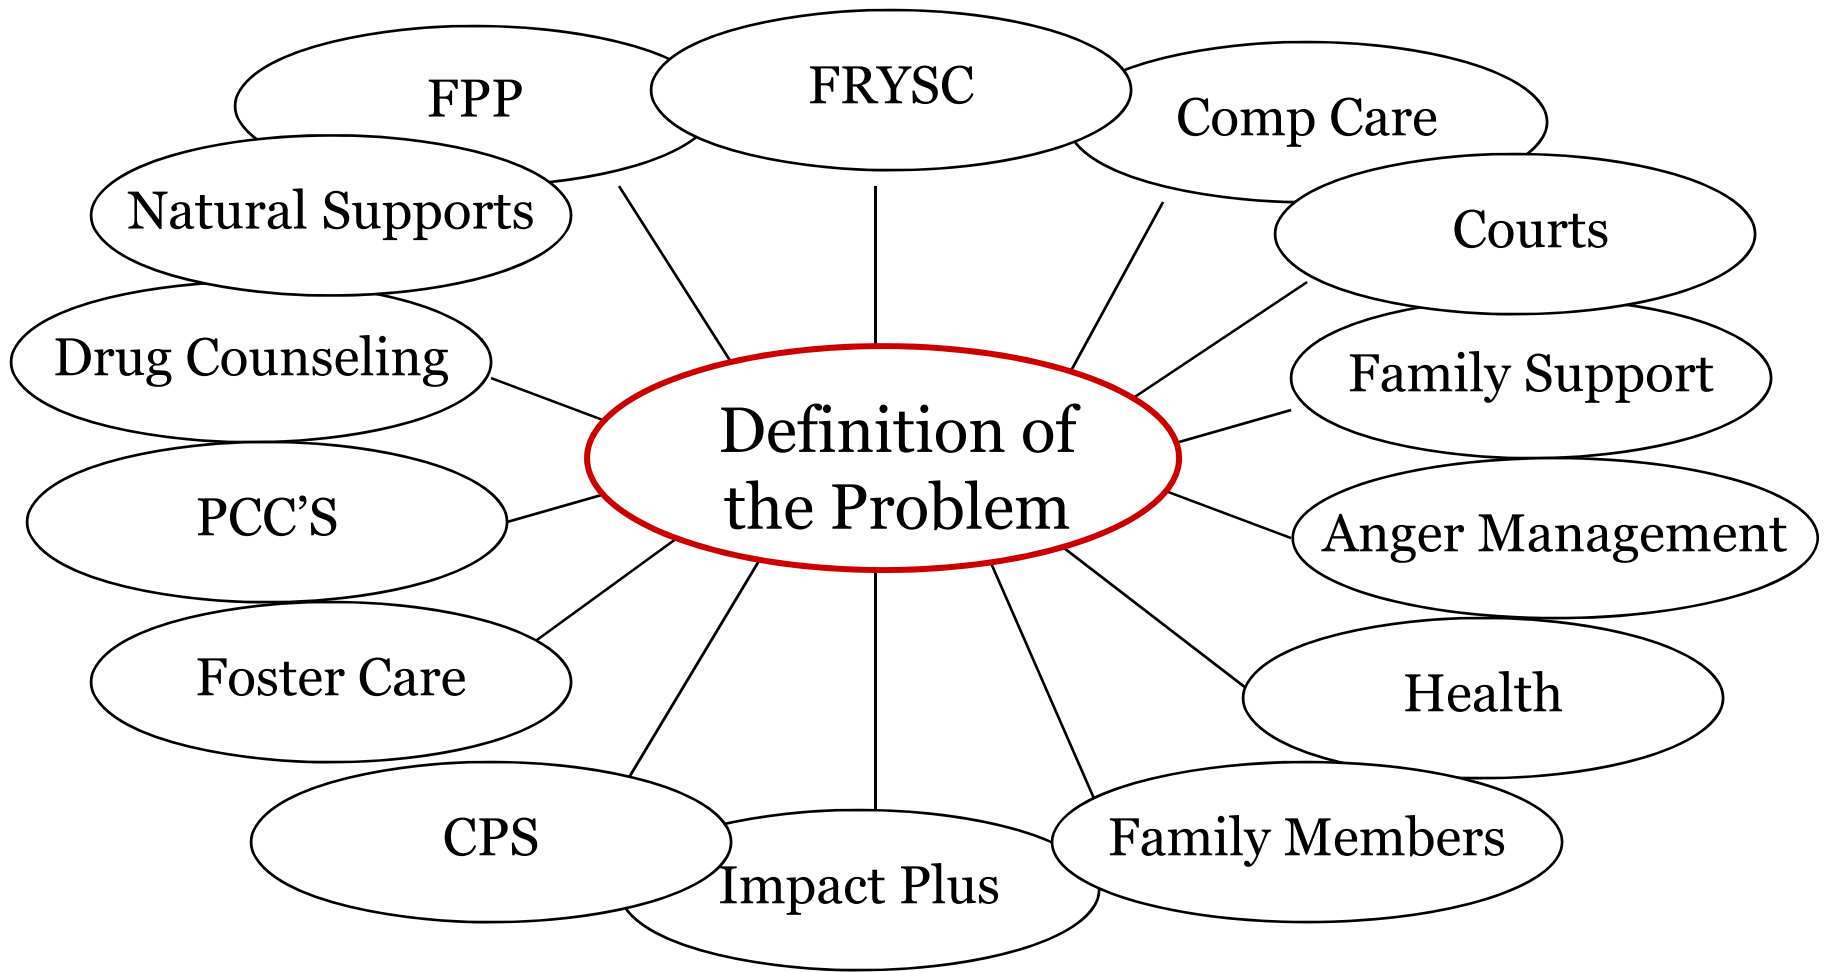 FPP
FRYSC
Comp Care
Natural Supports
Courts
Drug Counseling
Family Support
Definition of
the Problem
PCC’S
Anger Management
Foster Care
Health
CPS
Impact Plus
Family Members